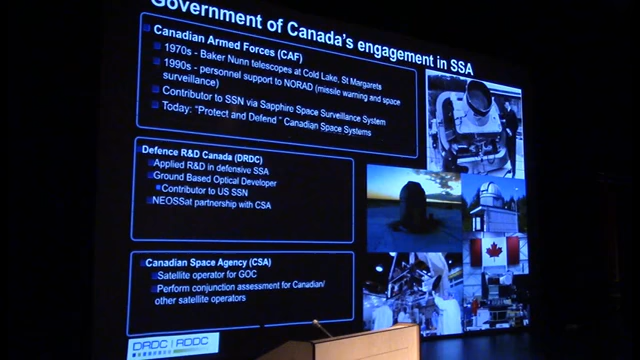 Government of Canada's engagement in SSA
Canadian Armed Forces (CAF)
1970s - Baker Nunn telescopes at Cold Lake, St Margarets
1990s - personnel support to NORAD (missile warning and space
surveillance)
Contributor to SSN via Sapphire Space Surveillance System
Today: "Protect and Defend" Canadian Space Systems
Defence R&D Canada (DRDC)
Applied R&D in defensive SSA
Ground Based Optical Developer
Contributor to US SSN
NEOSSat partnership with CSA
Canadian Space Agency (CSA)
Satellite operator for GOC
Perform conjunction assessment for Canadian/
other satellite operators
DRDC | RDDC